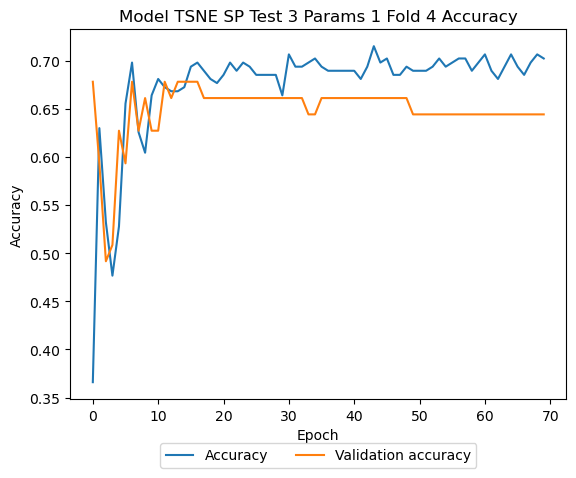 Model TSNE SP Test 3 Params 1 Fold 4 Accuracy
0.70
0.65
0.60
0.55
0.50
0.45
0.40
0.35
Accuracy
0 10 20 30 40 50 60 70
Epoch
Accuracy Validation accuracy